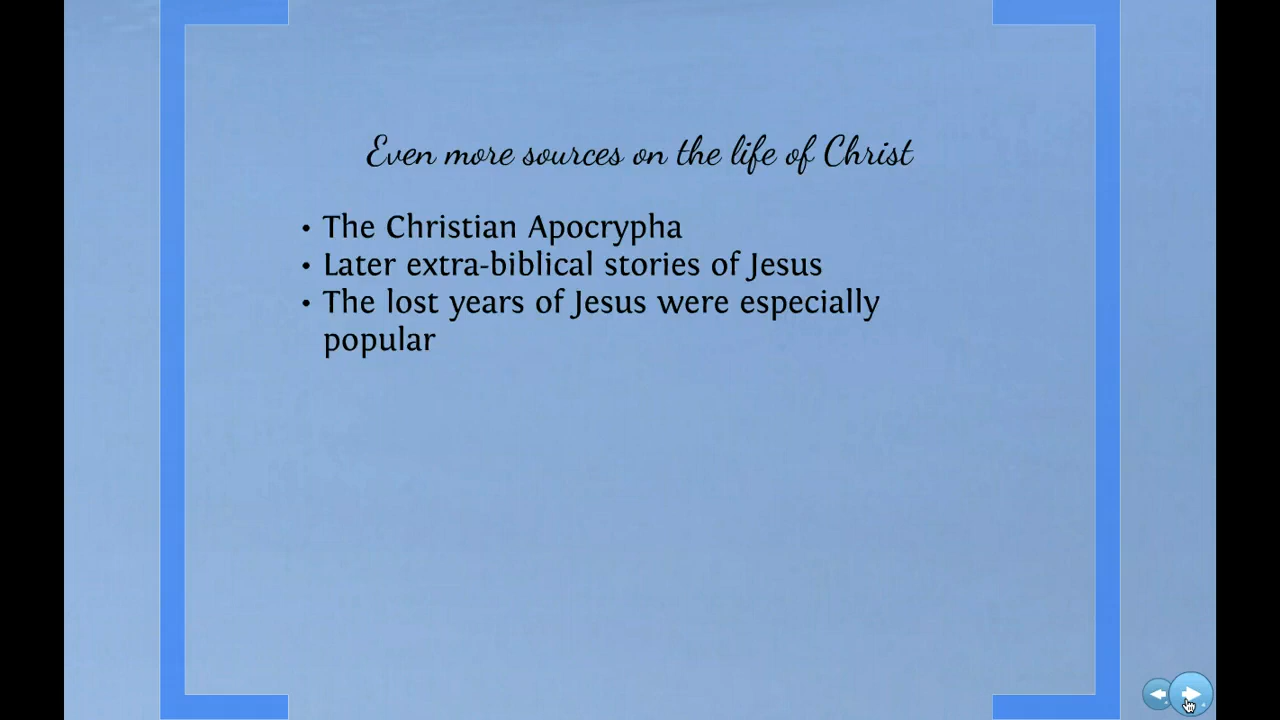 Even more sources on the life of Christ
• The Christian Apocrypha
• Later extra-biblical stories of Jesus
• The lost years of Jesus were especially
popular